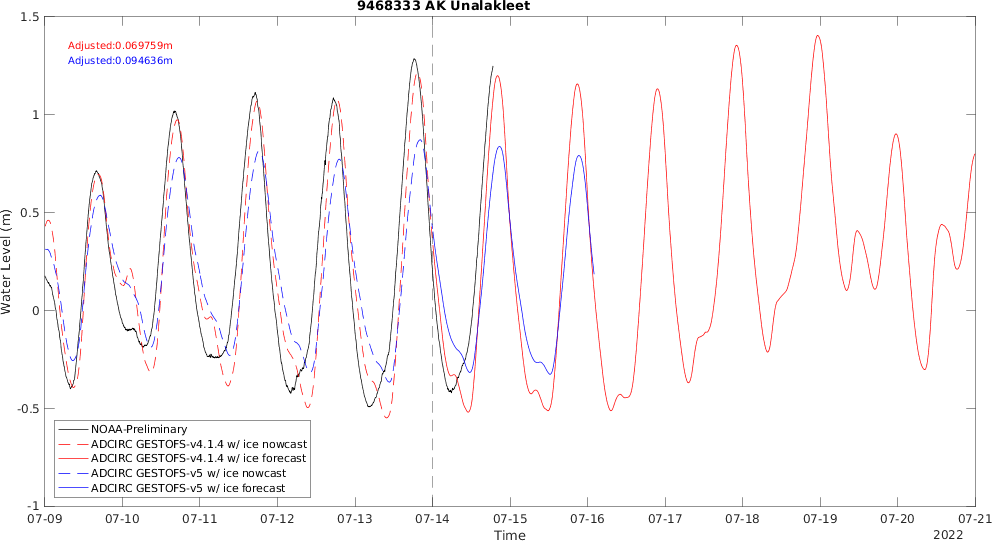 9468333 AK Unalakleet
Adjusted:0.069759m
Adjusted:0.094636m
1.5
1
0.5
0
-0.5
-1
Water Level (m)
NOAA-Preliminary
ADCIRC GESTOFS-v4.1.4 w/ ice nowcast
ADCIRC GESTOFS-v4.1.4 w/ ice forecast
ADCIRC GESTOFS-v5 w/ ice nowcast
ADCIRC GESTOFS-v5 w/ ice forecast
07-09 07-10 07-11 07-12 07-13 07-14 07-15 07-16 07-17 07-18 07-19 07-20 07-21
Time
2022